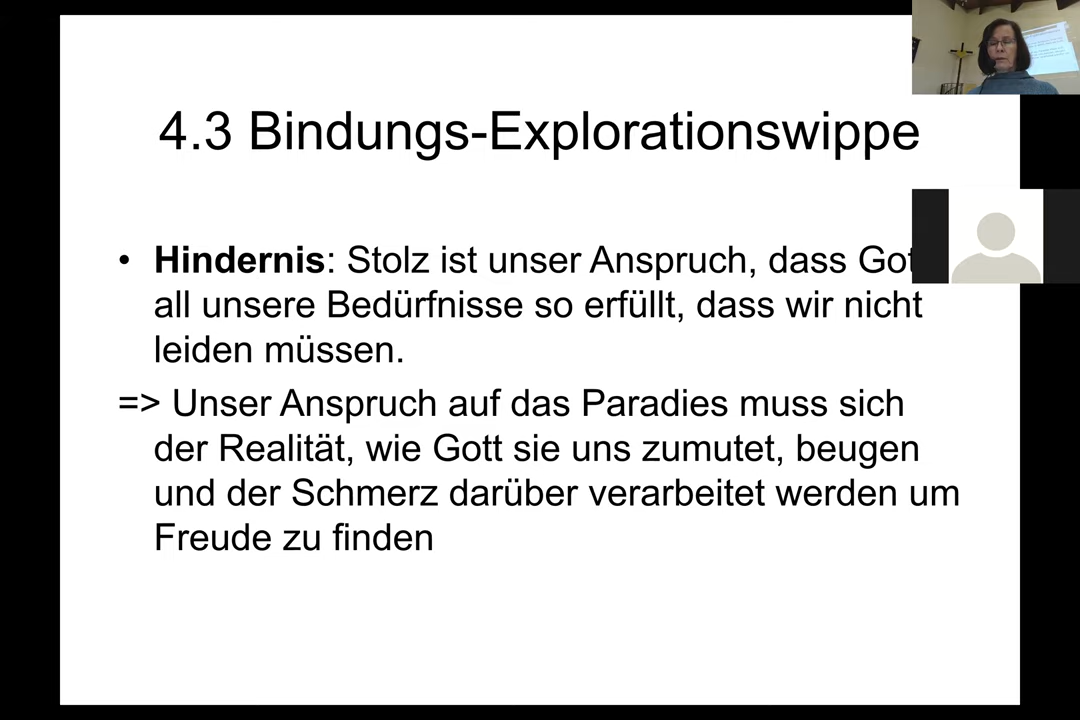 4.3 Bindungs-Explorationswippe
• Hindernis: Stolz ist unser Anspruch, dass
all unsere Bedürfnisse so erfüllt, dass wir nicht
leiden müssen.
=> Unser Anspruch auf das Paradies muss sich
der Realität, wie Gott sie uns zumutet, beugen
und der Schmerz darüber verarbeitet werden um
Freude zu finden